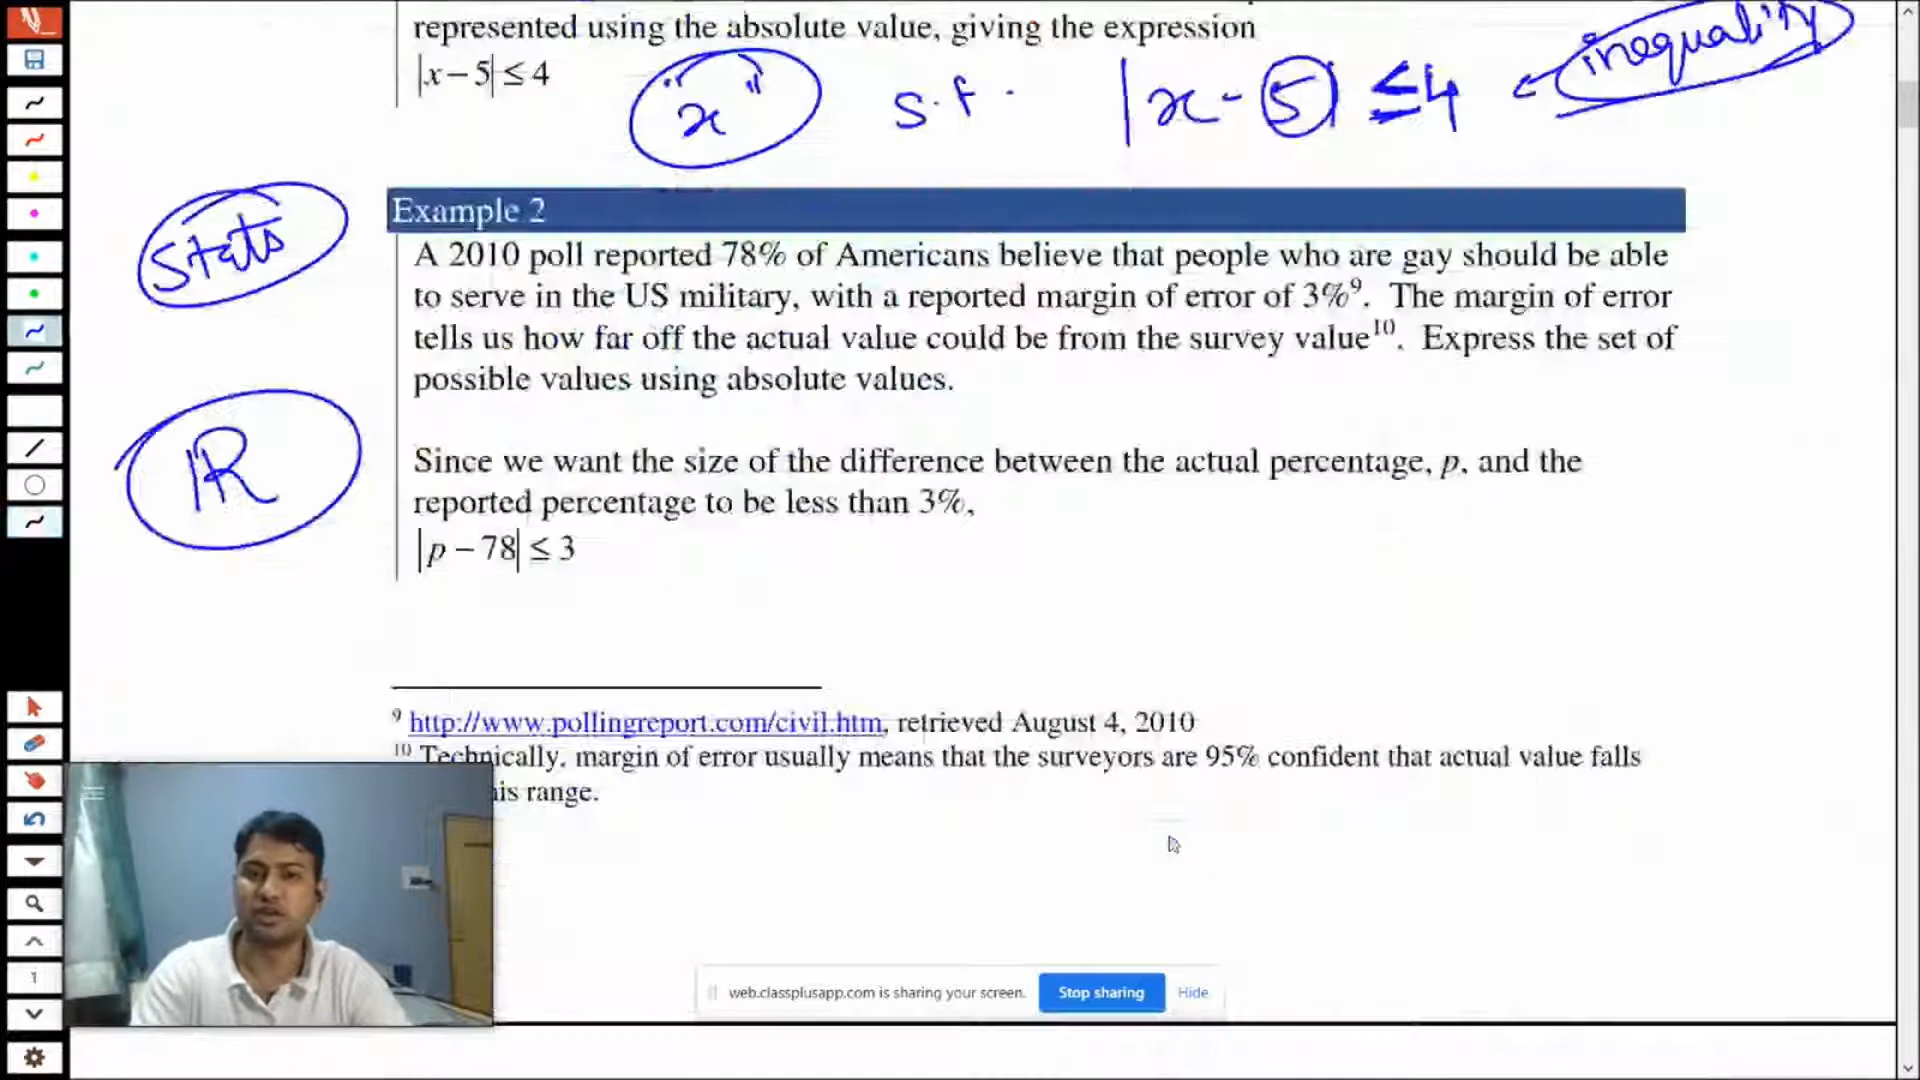 represented using the absolute value, giving the expression
|x − 5| ≤ 4
"x" s.t. |x - 5| ≤ 4 inequality
Stats
Example 2
A 2010 poll reported 78% of Americans believe that people who are gay should be able
to serve in the US military, with a reported margin of error of 3%⁹. The margin of error
tells us how far off the actual value could be from the survey value¹⁰. Express the set of
possible values using absolute values.
ℝ
Since we want the size of the difference between the actual percentage, p, and the
reported percentage to be less than 3%,
|p − 78| ≤ 3
⁹ http://www.pollingreport.com/civil.htm, retrieved August 4, 2010
¹⁰ Technically, margin of error usually means that the surveyors are 95% confident that actual value falls
his range.
1
web.classplusapp.com is sharing your screen. Stop sharing Hide